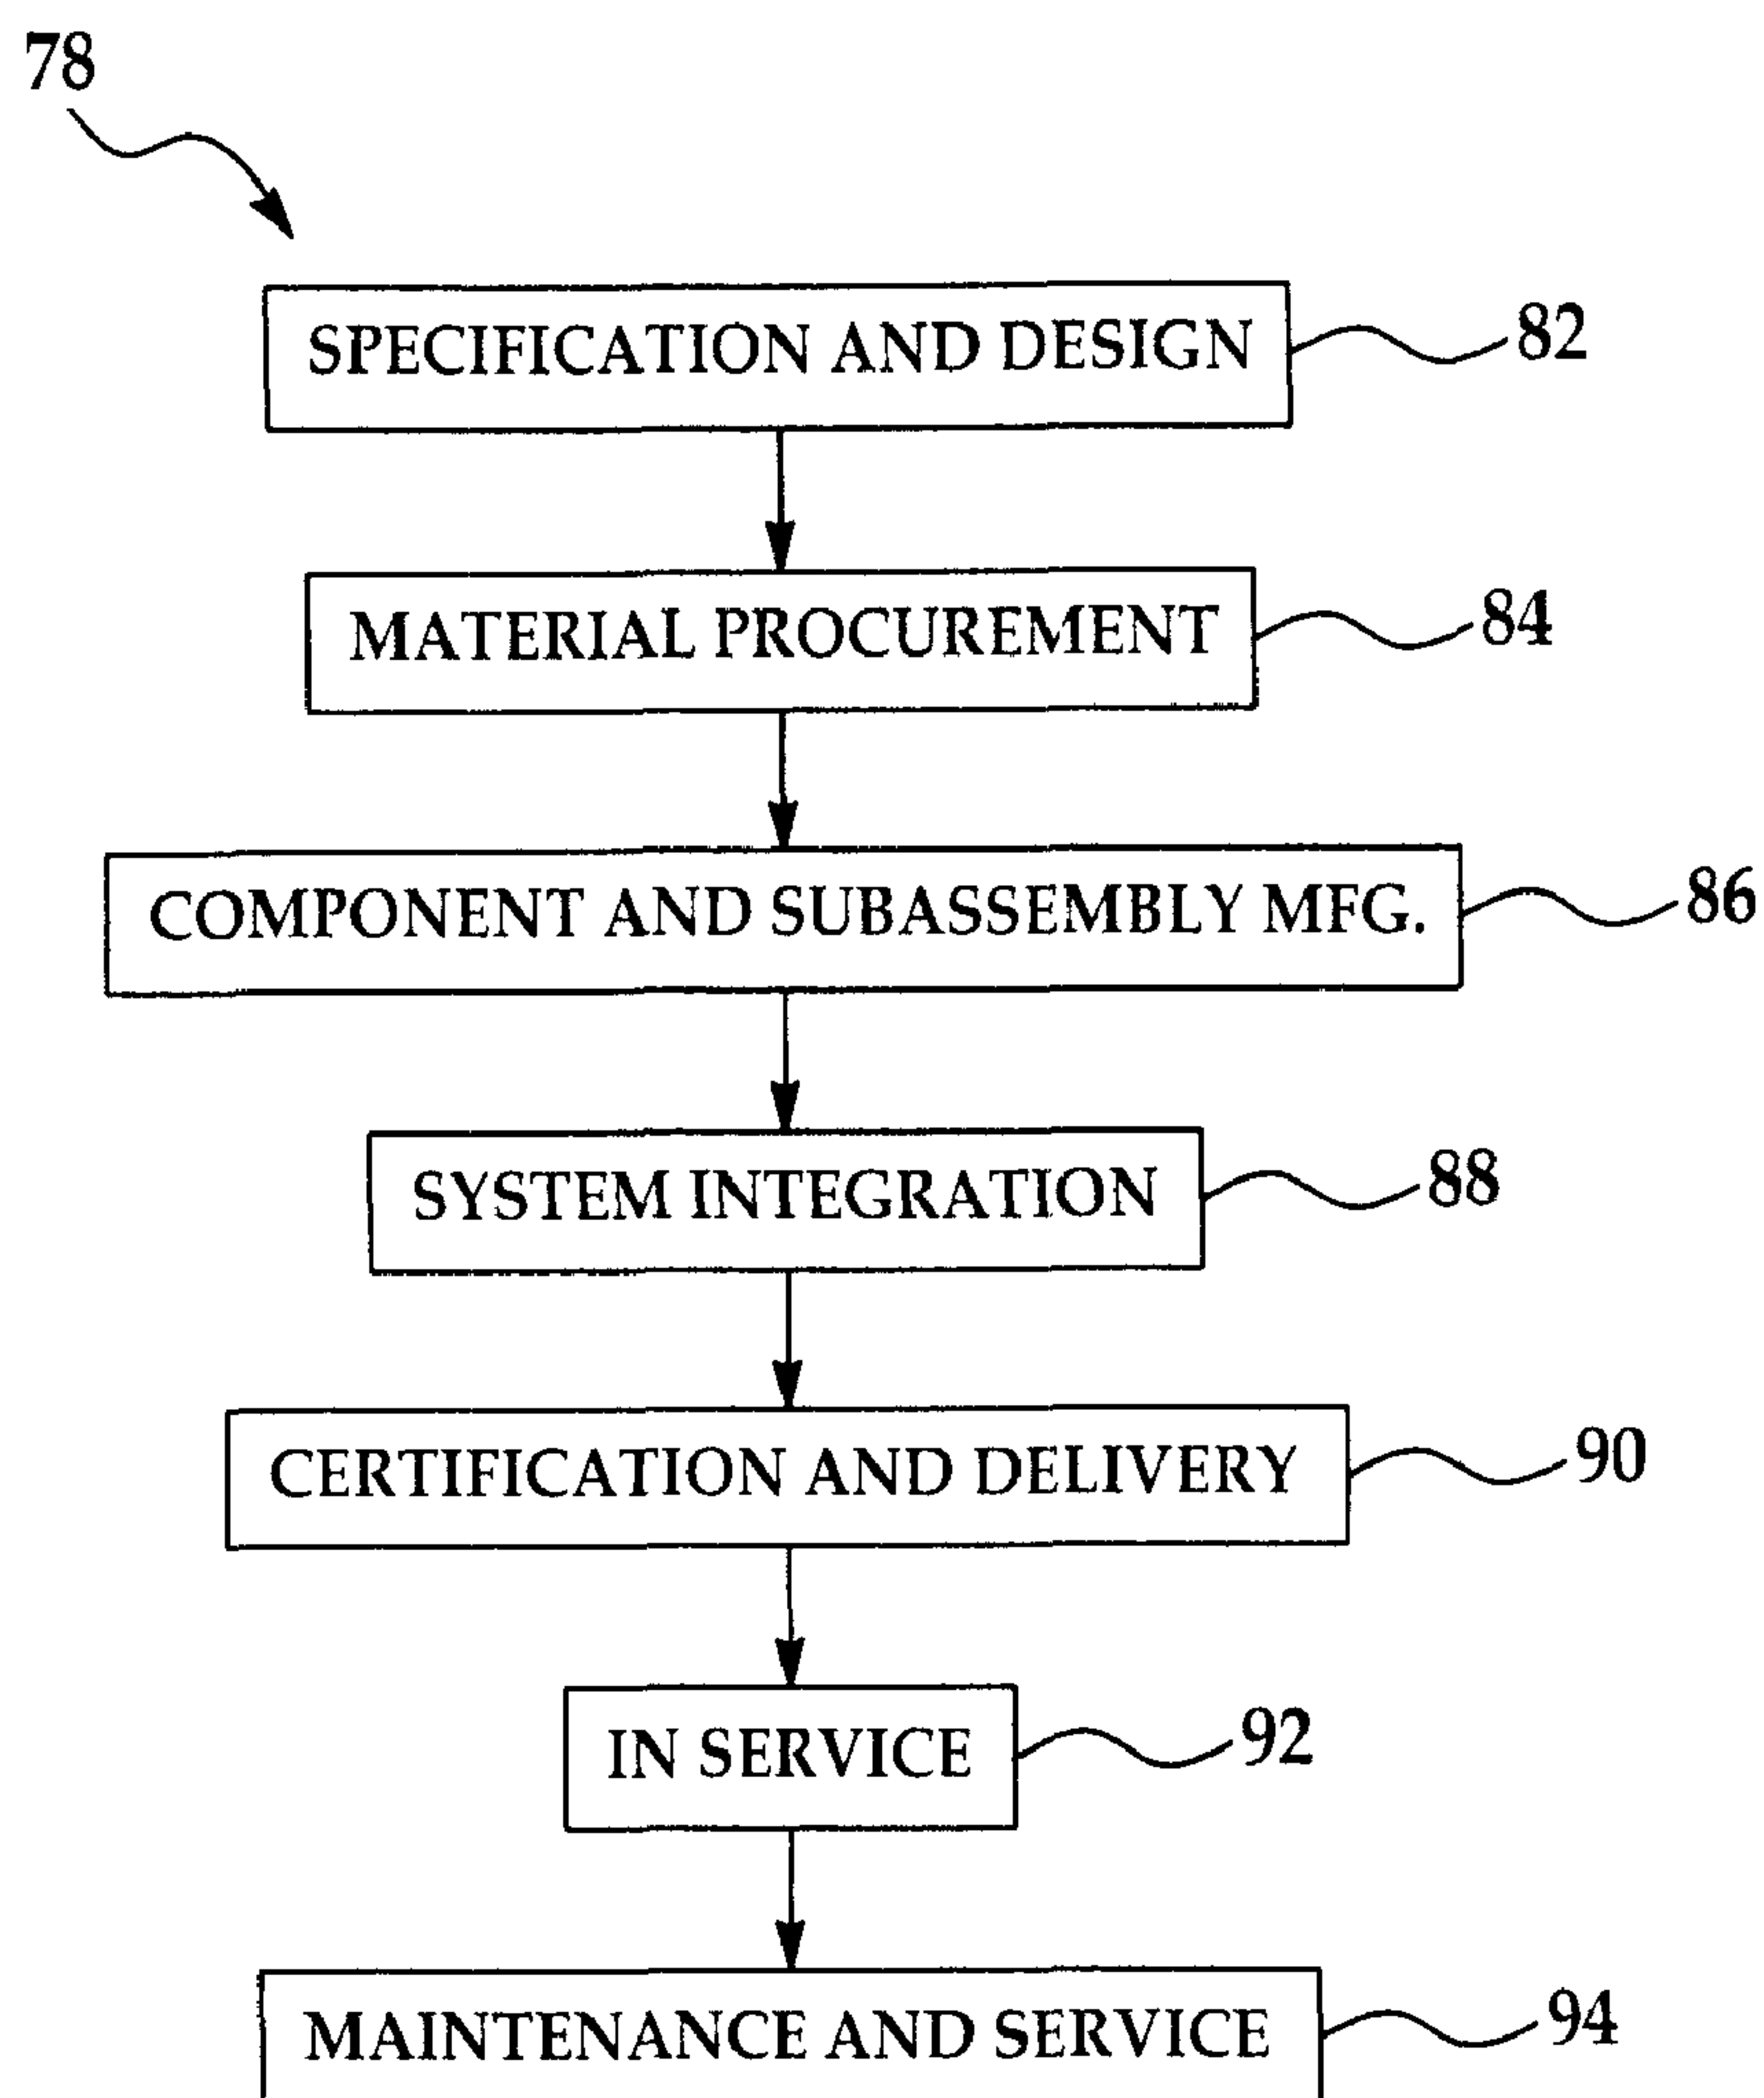 78
SPECIFICATION AND DESIGN 82
MATERIAL PROCUREMENT 84
COMPONENT AND SUBASSEMBLY MFG. 86
SYSTEM INTEGRATION 88
CERTIFICATION AND DELIVERY 90
IN SERVICE 92
MAINTENANCE AND SERVICE 94